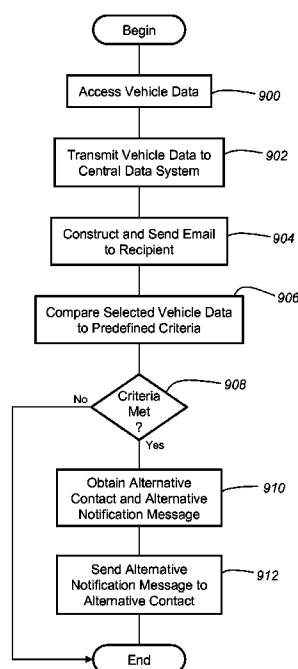 Begin
Access Vehicle Data
900
Transmit Vehicle Data to
Central Data System
902
Construct and Send Email
to Recipient
904
Compare Selected Vehicle Data
to Predefined Criteria
906
Criteria
Met
?
908
No
Yes
Obtain Alternative
Contact and Alternative
Notification Message
910
Send Alternative
Notification Message to
Alternative Contact
912
End